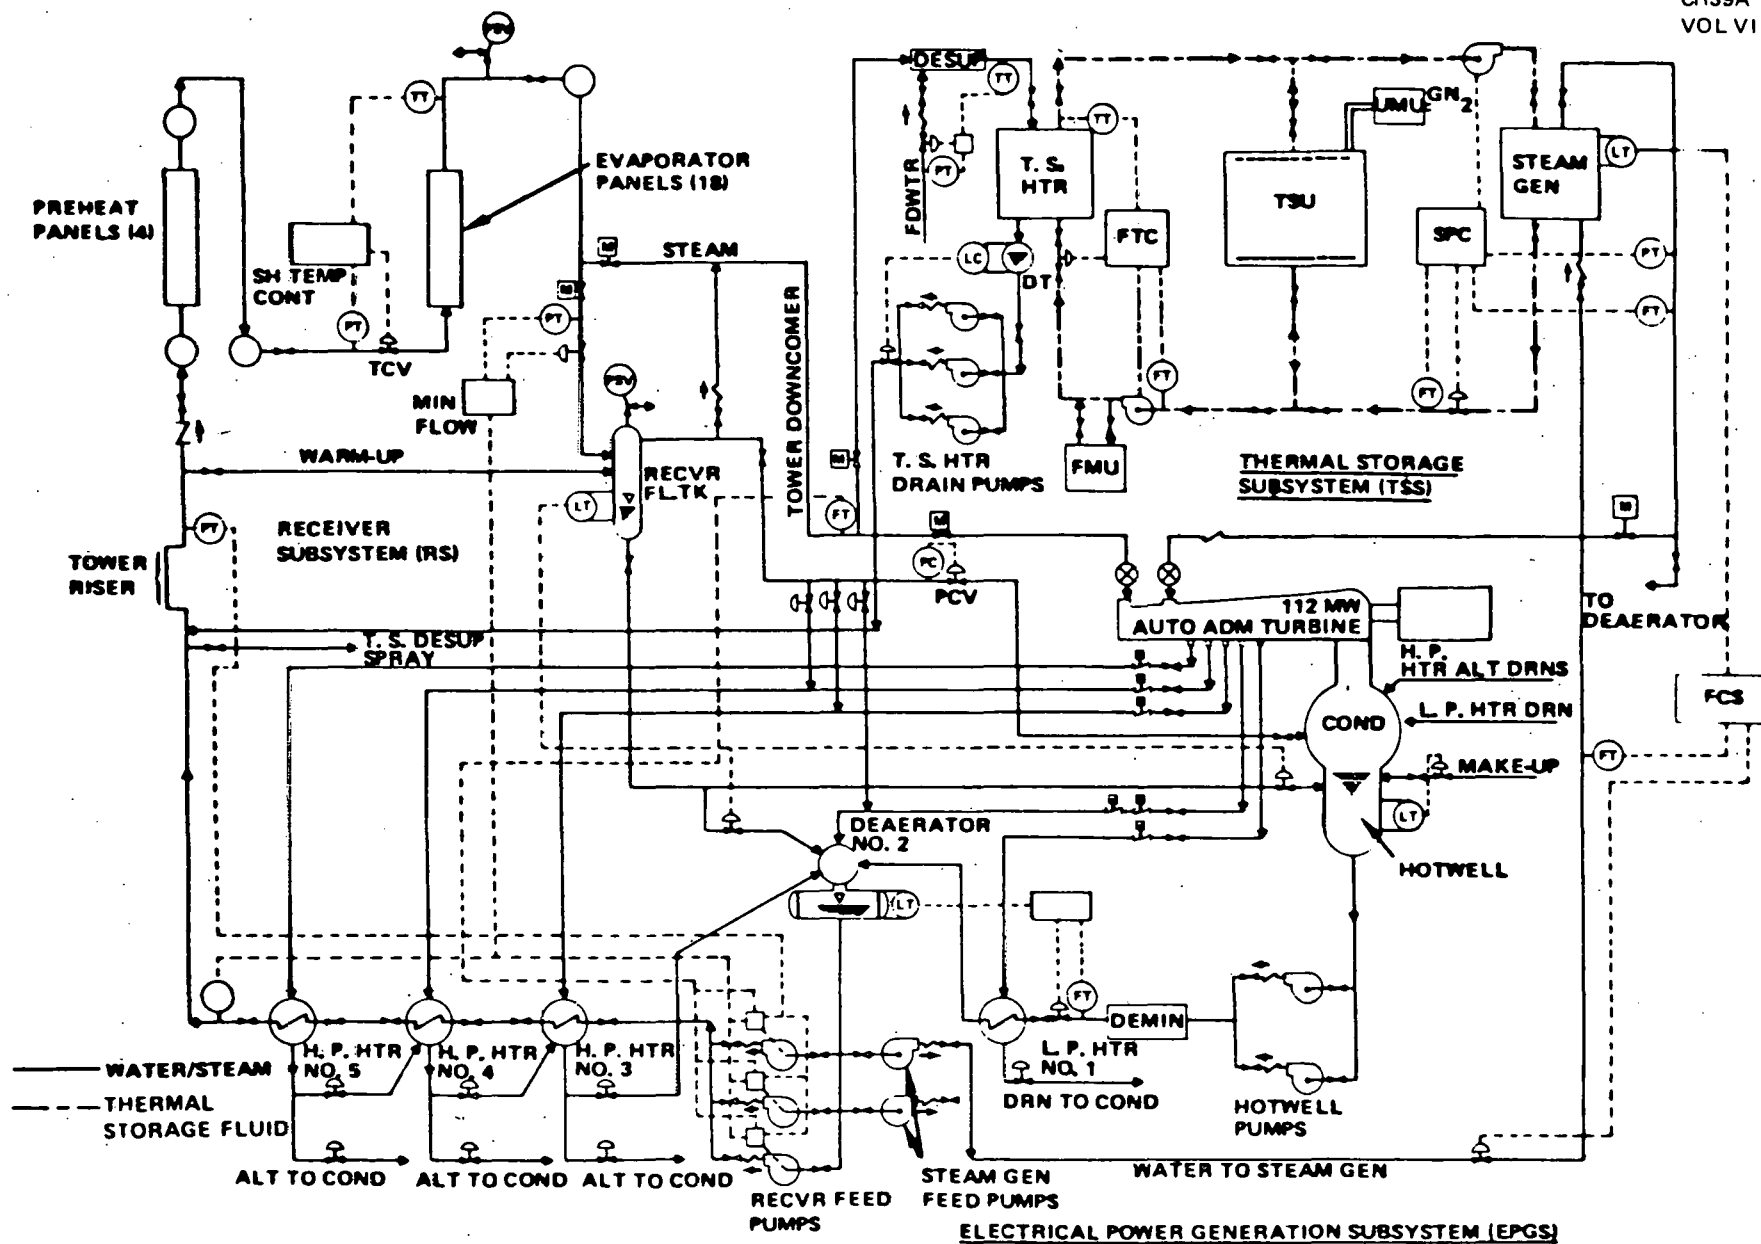 CR39A
VOL VI
PSV
DESUP
TT
TT
TT
UMU
GN2
PREHEAT
PANELS (4)
EVAPORATOR
PANELS (18)
FDWTR
PT
T. S.
HTR
TSU
STEAM
GEN
LT
SH TEMP
CONT
M
STEAM
LC
DT
FTC
SPC
PT
PT
TCV
M
PT
FT
TOWER DOWNCOMER
MIN
FLOW
PSV
FT
FT
WARM-UP
RECVR
FL.TK
LT
M
T. S. HTR
DRAIN PUMPS
FMU
THERMAL STORAGE
SUBSYSTEM (TSS)
PT
RECEIVER
SUBSYSTEM (RS)
FT
M
M
TOWER
RISER
PC
PCV
112 MW
AUTO ADM TURBINE
TO
DEAERATOR
T. S. DESUP
SPRAY
H. P.
HTR ALT DRNS
COND
L. P. HTR DRN
FCS
FT
MAKE-UP
LT
DEAERATOR
NO. 2
HOTWELL
LT
FT
DEMIN
H. P. HTR
NO. 5
H. P. HTR
NO. 4
H. P. HTR
NO. 3
L. P. HTR
NO. 1
WATER/STEAM
THERMAL
STORAGE FLUID
DRN TO COND
HOTWELL
PUMPS
ALT TO COND
ALT TO COND
ALT TO COND
RECVR FEED
PUMPS
STEAM GEN
FEED PUMPS
WATER TO STEAM GEN
ELECTRICAL POWER GENERATION SUBSYSTEM (EPGS)